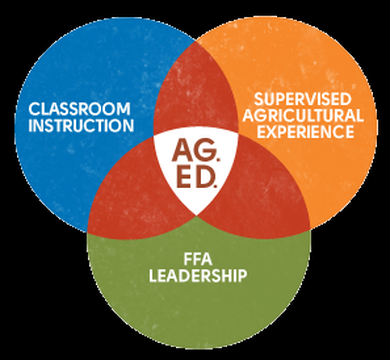 CLASSROOM
INSTRUCTION
SUPERVISED
AGRICULTURAL
EXPERIENCE
AG.
ED.
FFA
LEADERSHIP